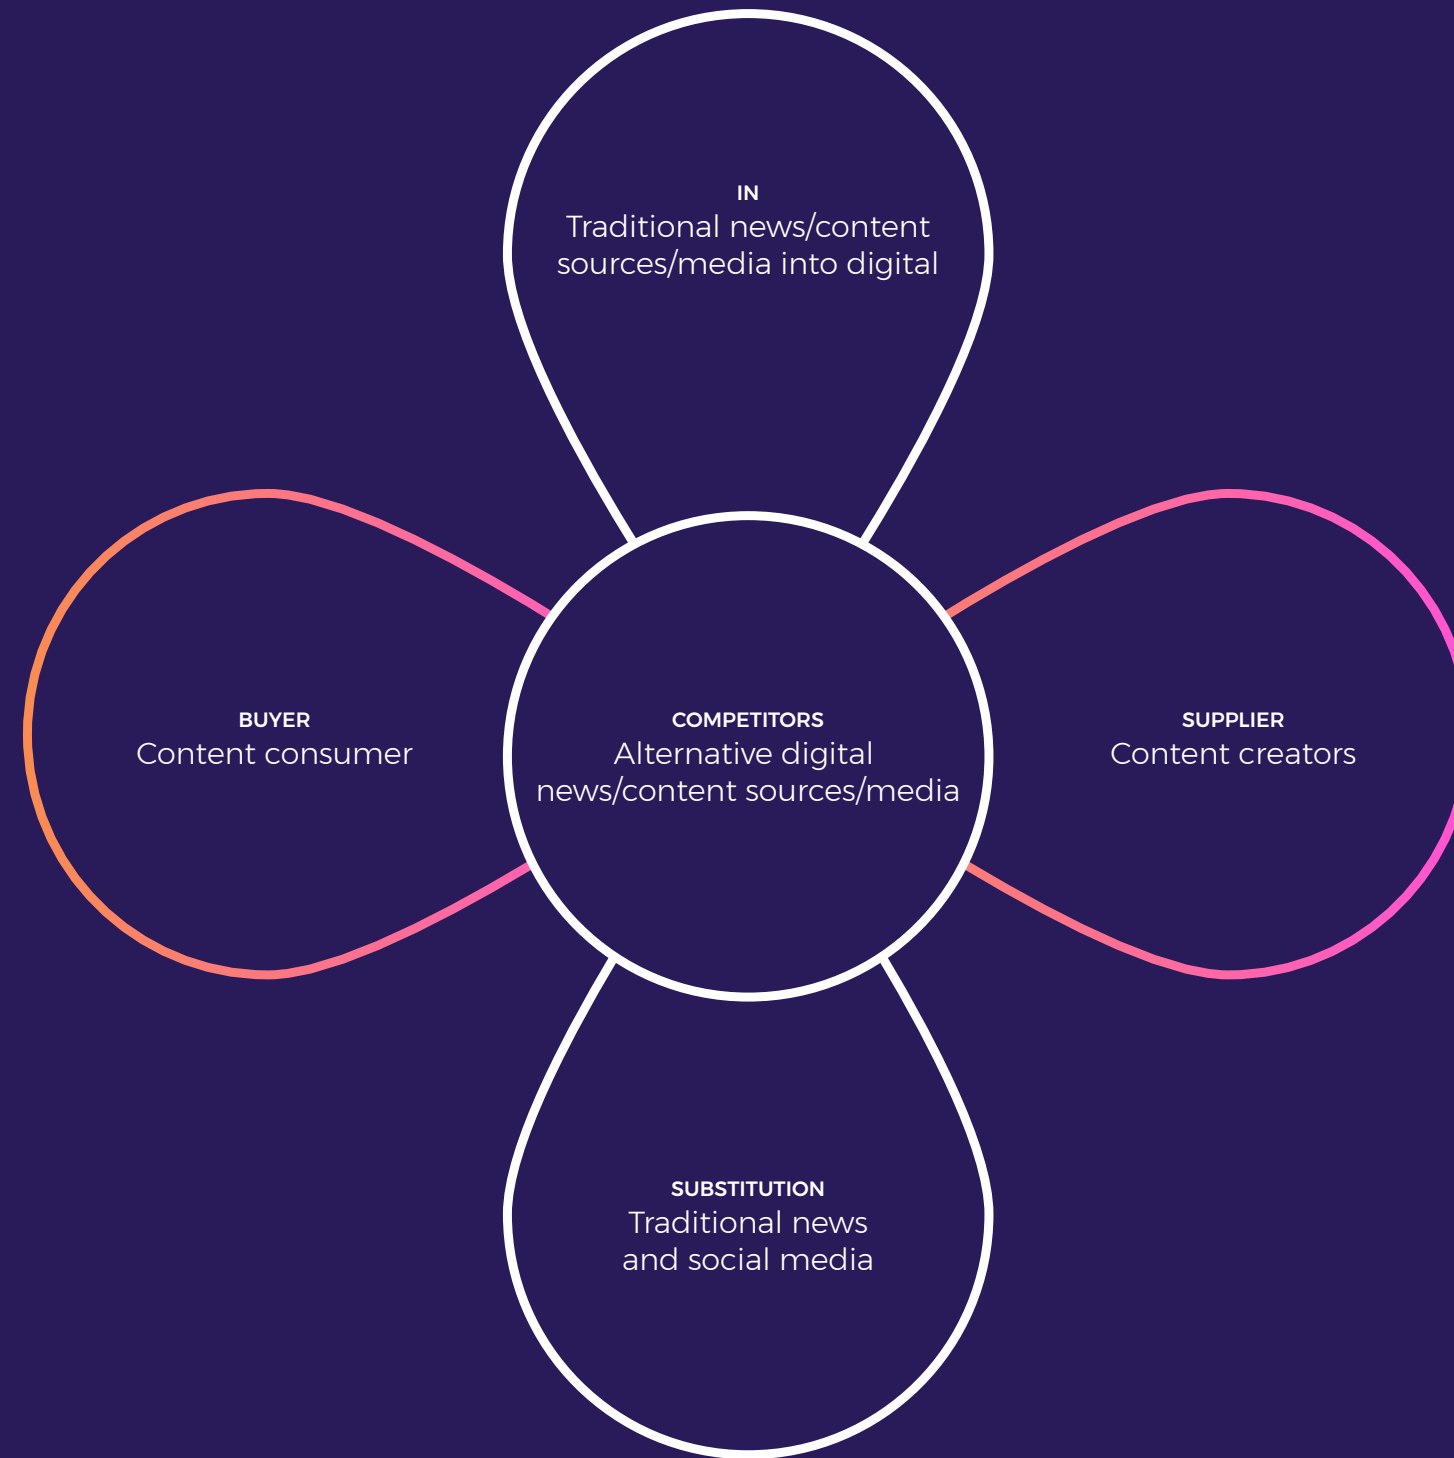 IN
Traditional news/content
sources/media into digital
BUYER
Content consumer
COMPETITORS
Alternative digital
news/content sources/media
SUPPLIER
Content creators
SUBSTITUTION
Traditional news
and social media